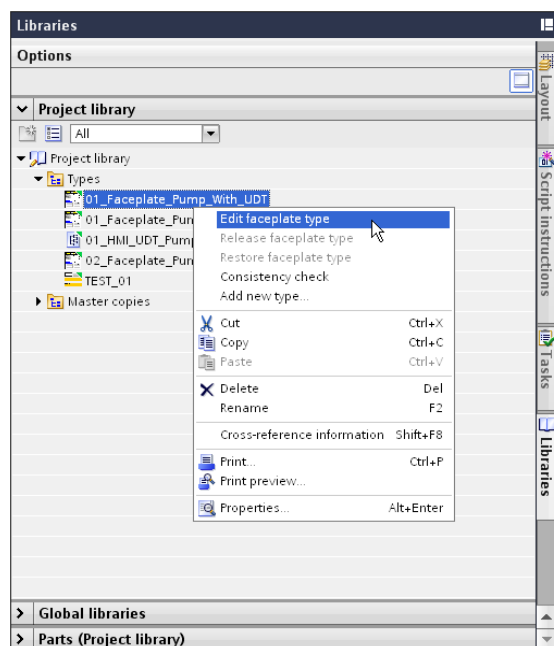 Libraries
Options
Project library
All
Project library
Types
01_Faceplate_Pump_With_UDT
01_Faceplate_Pun
01_HMI_UDT_Pump
02_Faceplate_Pun
TEST_01
Master copies
Edit faceplate type
Release faceplate type
Restore faceplate type
Consistency check
Add new type...
Cut Ctrl+X
Copy Ctrl+C
Paste Ctrl+V
Delete Del
Rename F2
Cross-reference information Shift+F8
Print... Ctrl+P
Print preview...
Properties... Alt+Enter
Global libraries
Parts (Project library)
Layout
Script instructions
Tasks
Libraries